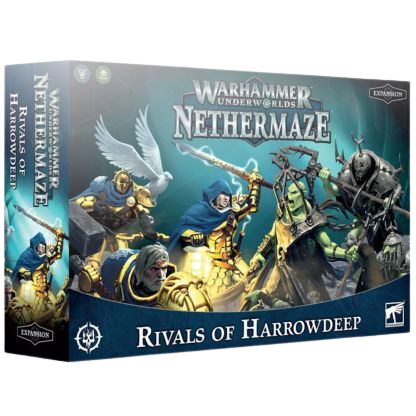 WARHAMMER
UNDERWORLDS
NETHERMAZE
EXPANSION
RIVALS OF HARROWDEEP
WARHAMMER
UNDERWORLDS
NETHERMAZE
RIVALS OF
HARROWDEEP
EXPANSION